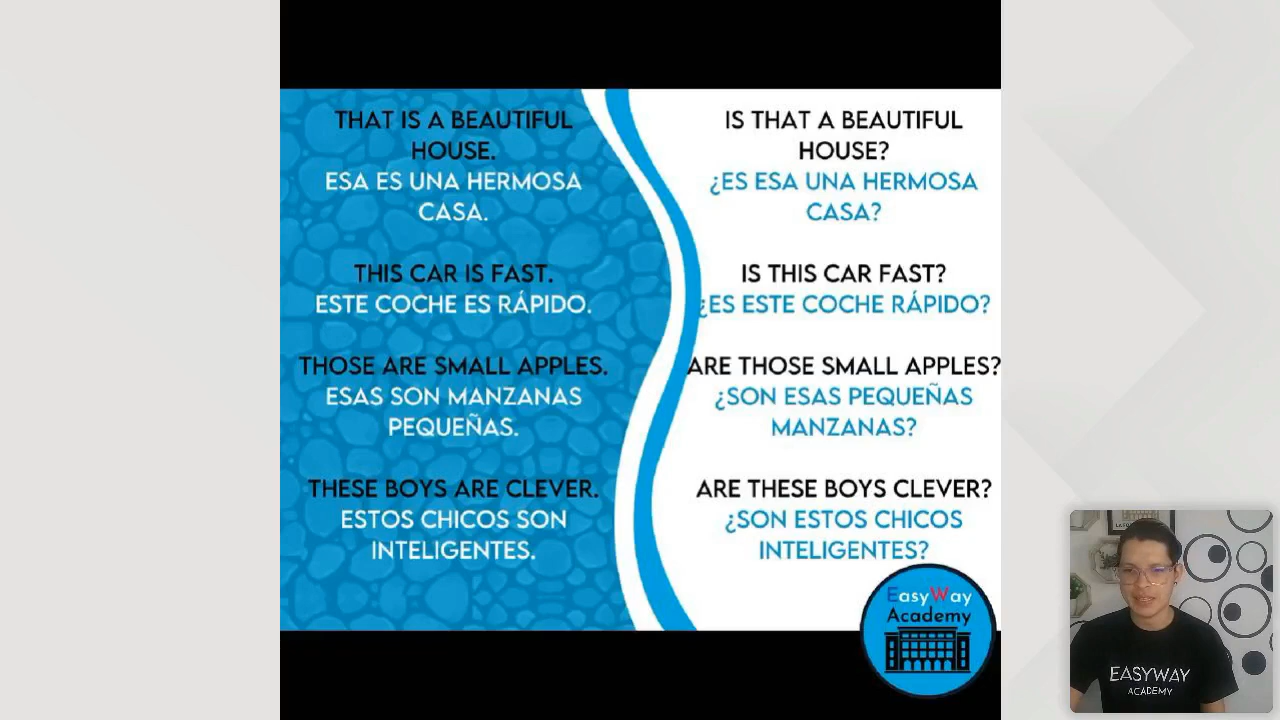 THAT IS A BEAUTIFUL
HOUSE.
ESA ES UNA HERMOSA
CASA.
THIS CAR IS FAST.
ESTE COCHE ES RÁPIDO.
THOSE ARE SMALL APPLES.
ESAS SON MANZANAS
PEQUEÑAS.
THESE BOYS ARE CLEVER.
ESTOS CHICOS SON
INTELIGENTES.
IS THAT A BEAUTIFUL
HOUSE?
¿ES ESA UNA HERMOSA
CASA?
IS THIS CAR FAST?
¿ES ESTE COCHE RÁPIDO?
ARE THOSE SMALL APPLES?
¿SON ESAS PEQUEÑAS
MANZANAS?
ARE THESE BOYS CLEVER?
¿SON ESTOS CHICOS
INTELIGENTES?
EasyWay
Academy
EASYWAY
ACADEMY